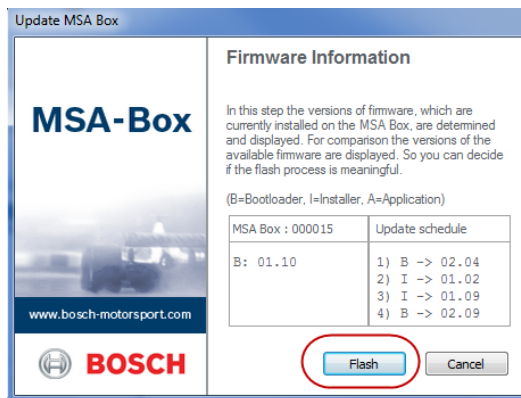 Update MSA Box
Firmware Information
MSA-Box
In this step the versions of firmware, which are
currently installed on the MSA Box, are determined
and displayed. For comparison the versions of the
available firmware are displayed. So you can decide
if the flash process is meaningful.
(B=Bootloader, I=Installer, A=Application)
MSA Box : 000015
Update schedule
B: 01.10
1) B -> 02.04
2) I -> 01.02
3) I -> 01.09
4) B -> 02.09
www.bosch-motorsport.com
BOSCH
Flash
Cancel